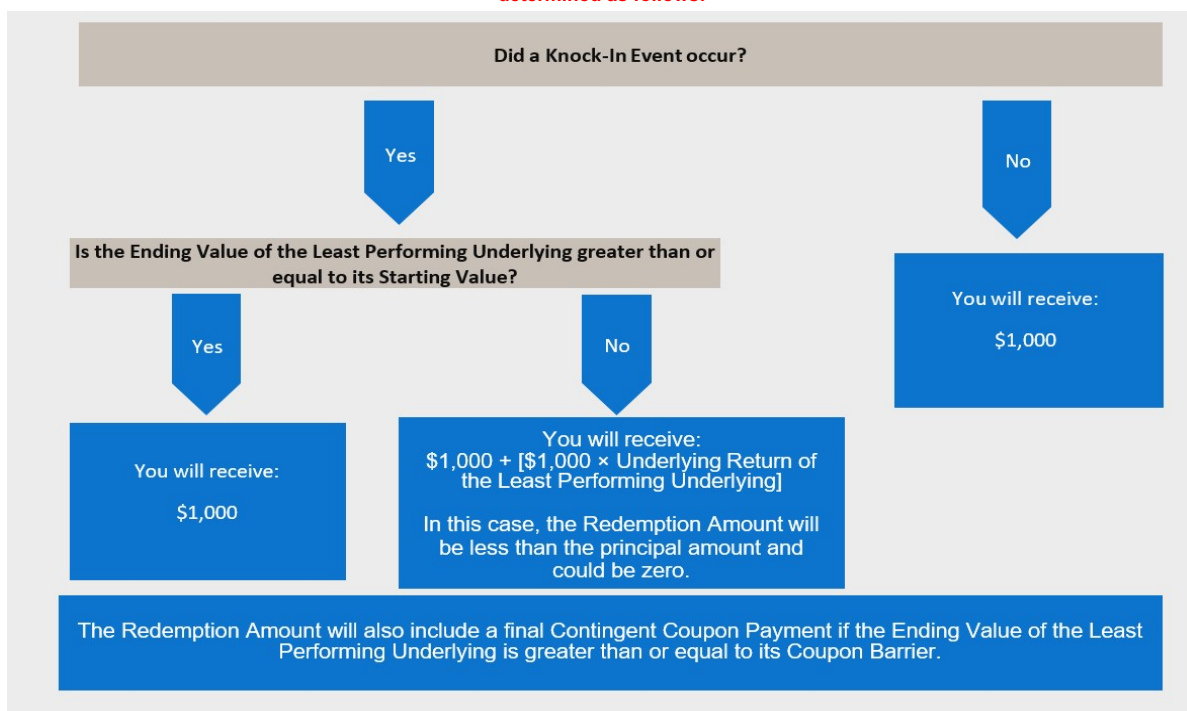 determined as follows:
Did a Knock-In Event occur?
Yes
No
Is the Ending Value of the Least Performing Underlying greater than or
equal to its Starting Value?
You will receive:
$1,000
Yes
No
You will receive:
$1,000
You will receive:
$1,000 + [$1,000 × Underlying Return of
the Least Performing Underlying]
In this case, the Redemption Amount will
be less than the principal amount and
could be zero.
The Redemption Amount will also include a final Contingent Coupon Payment if the Ending Value of the Least
Performing Underlying is greater than or equal to its Coupon Barrier.